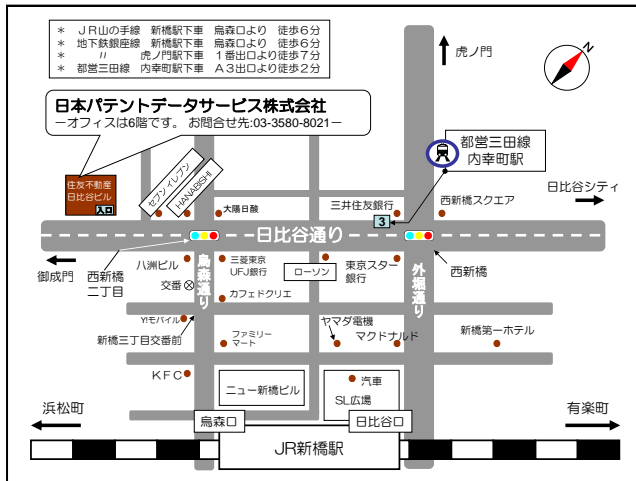 ＊　ＪＲ山の手線　新橋駅下車　烏森口より　徒歩６分
＊　地下鉄銀座線　新橋駅下車　烏森口より　徒歩６分
＊　　　〃　　　虎ノ門駅下車　１番出口より徒歩７分
＊　都営三田線　内幸町駅下車　Ａ３出口より徒歩２分
虎ノ門
N
日本パテントデータサービス株式会社
－オフィスは6階です。 お問合せ先:03-3580-8021－
都営三田線
内幸町駅
住友不動産
日比谷ビル
入口
セブンイレブン
HANABISHI
大陽日酸
三井住友銀行
3
西新橋スクエア
日比谷シティ
日比谷通り
御成門
西新橋
二丁目
八洲ビル
交番
烏森通り
三菱東京
UFJ銀行
ローソン
東京スター
銀行
外堀通り
西新橋
カフェドクリエ
Y!モバイル
新橋三丁目交番前
ファミリー
マート
ヤマダ電機
マクドナルド
新橋第一ホテル
ＫＦＣ
ニュー新橋ビル
汽車
SL広場
浜松町
烏森口
日比谷口
有楽町
JR新橋駅